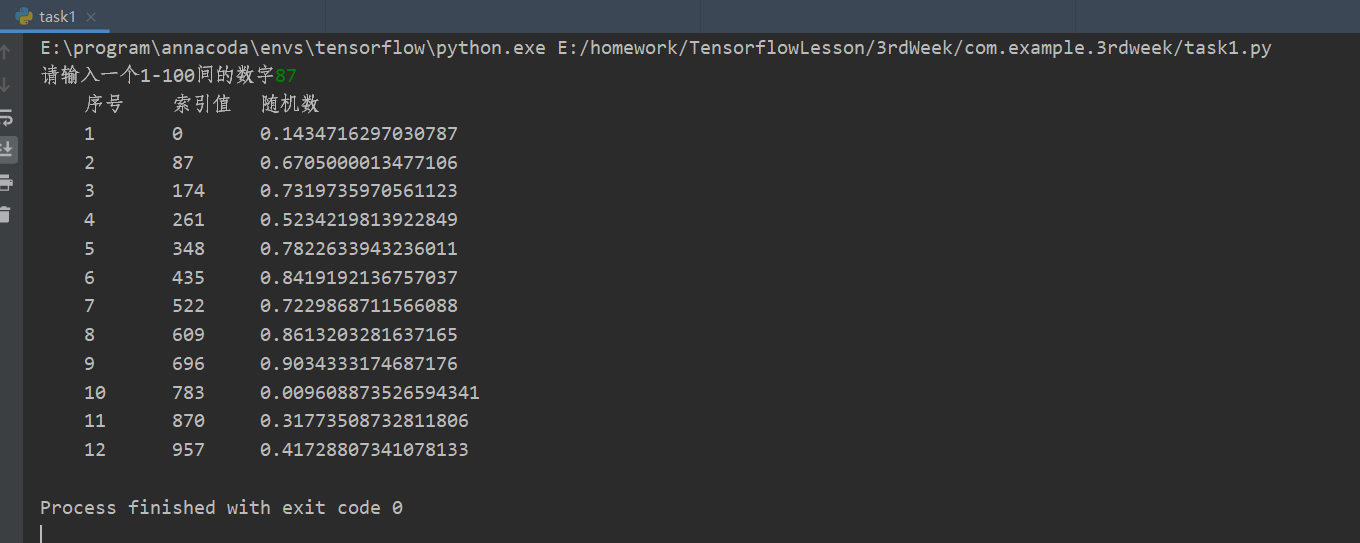 task1
E:\program\annacoda\envs\tensorflow\python.exe E:/homework/TensorflowLesson/3rdWeek/com.example.3rdweek/task1.py
请输入一个1-100间的数字87
序号 索引值 随机数
1 0 0.1434716297030787
2 87 0.6705000013477106
3 174 0.7319735970561123
4 261 0.5234219813922849
5 348 0.7822633943236011
6 435 0.8419192136757037
7 522 0.7229868711566088
8 609 0.8613203281637165
9 696 0.9034333174687176
10 783 0.009608873526594341
11 870 0.31773508732811806
12 957 0.41728807341078133
Process finished with exit code 0